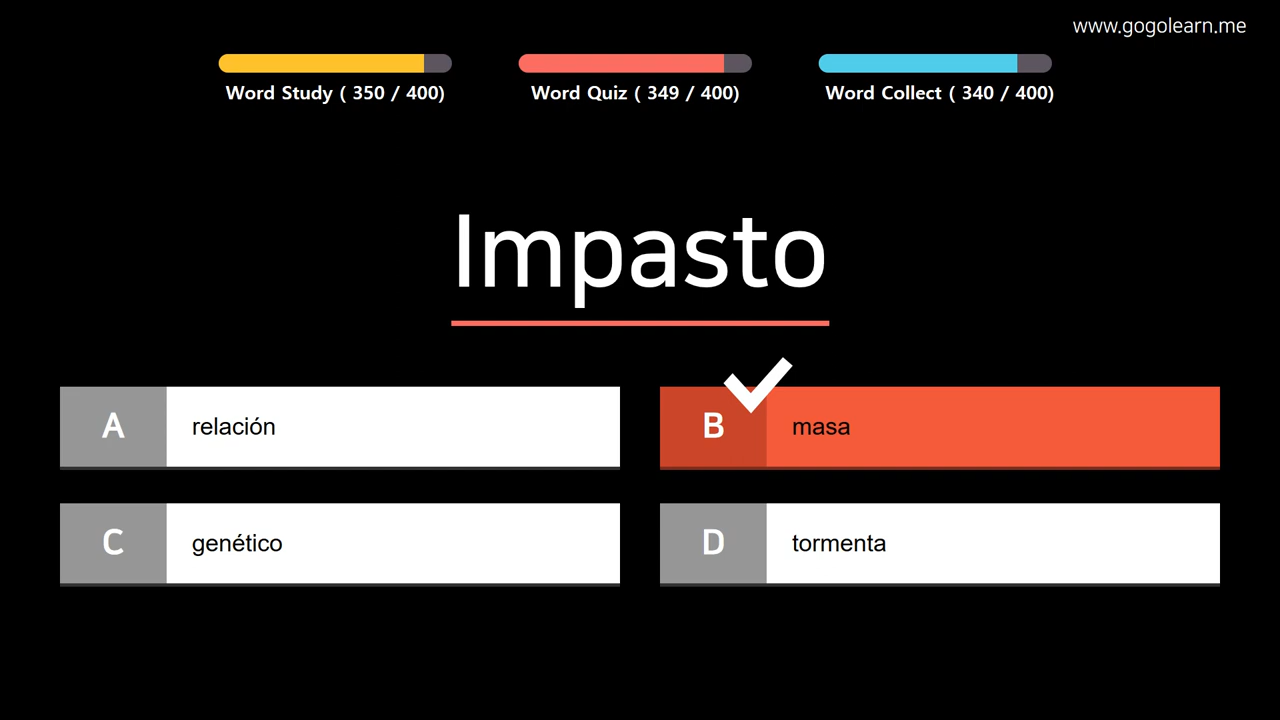 www.gogolearn.me
Word Study ( 350 / 400)
Word Quiz ( 349 / 400)
Word Collect ( 340 / 400)
Impasto
A relación
B masa
C genético
D tormenta